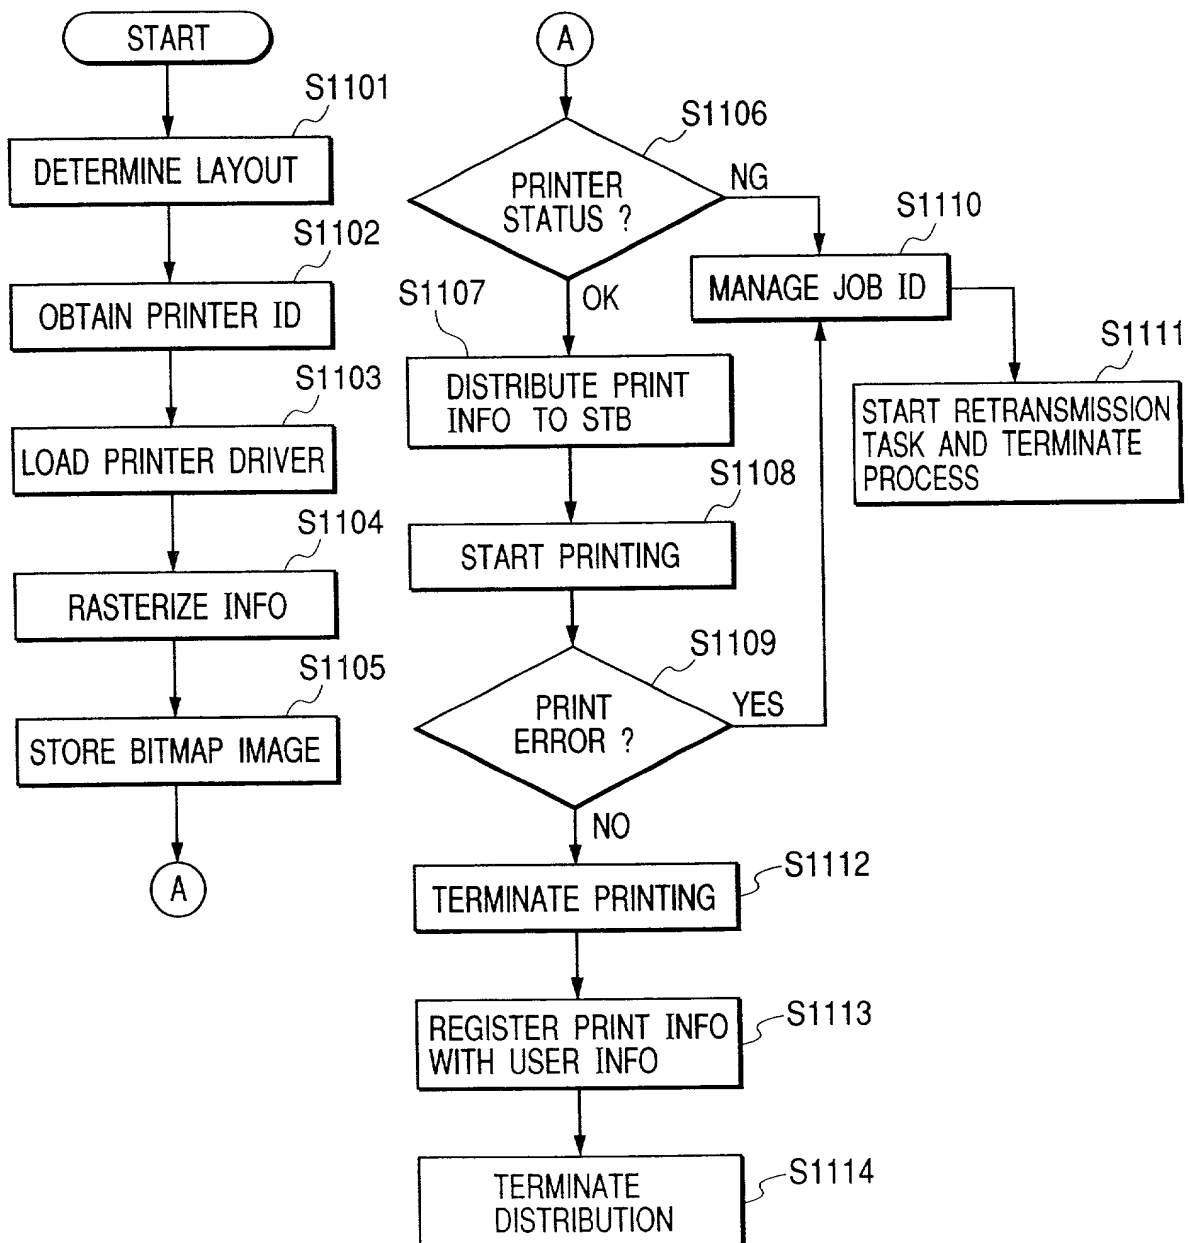 START
S1101
DETERMINE LAYOUT
S1102
OBTAIN PRINTER ID
S1103
LOAD PRINTER DRIVER
S1104
RASTERIZE INFO
S1105
STORE BITMAP IMAGE
A
A
S1106
PRINTER
STATUS ?
NG
OK
S1107
DISTRIBUTE PRINT
INFO TO STB
S1108
START PRINTING
S1109
PRINT
ERROR ?
YES
NO
S1110
MANAGE JOB ID
S1111
START RETRANSMISSION
TASK AND TERMINATE
PROCESS
S1112
TERMINATE PRINTING
S1113
REGISTER PRINT INFO
WITH USER INFO
S1114
TERMINATE
DISTRIBUTION